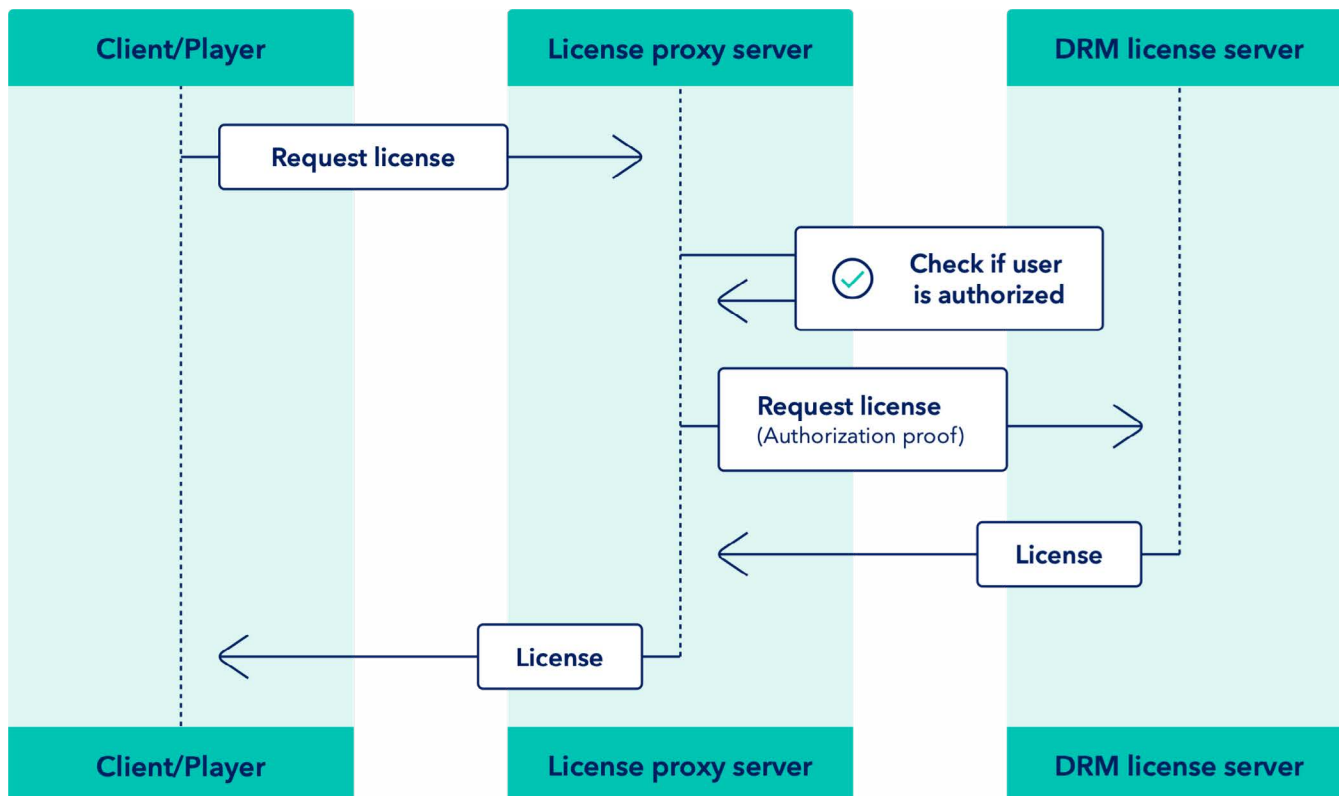 Client/Player
License proxy server
DRM license server
Request license
Check if user
is authorized
Request license
(Authorization proof)
License
License
Client/Player
License proxy server
DRM license server